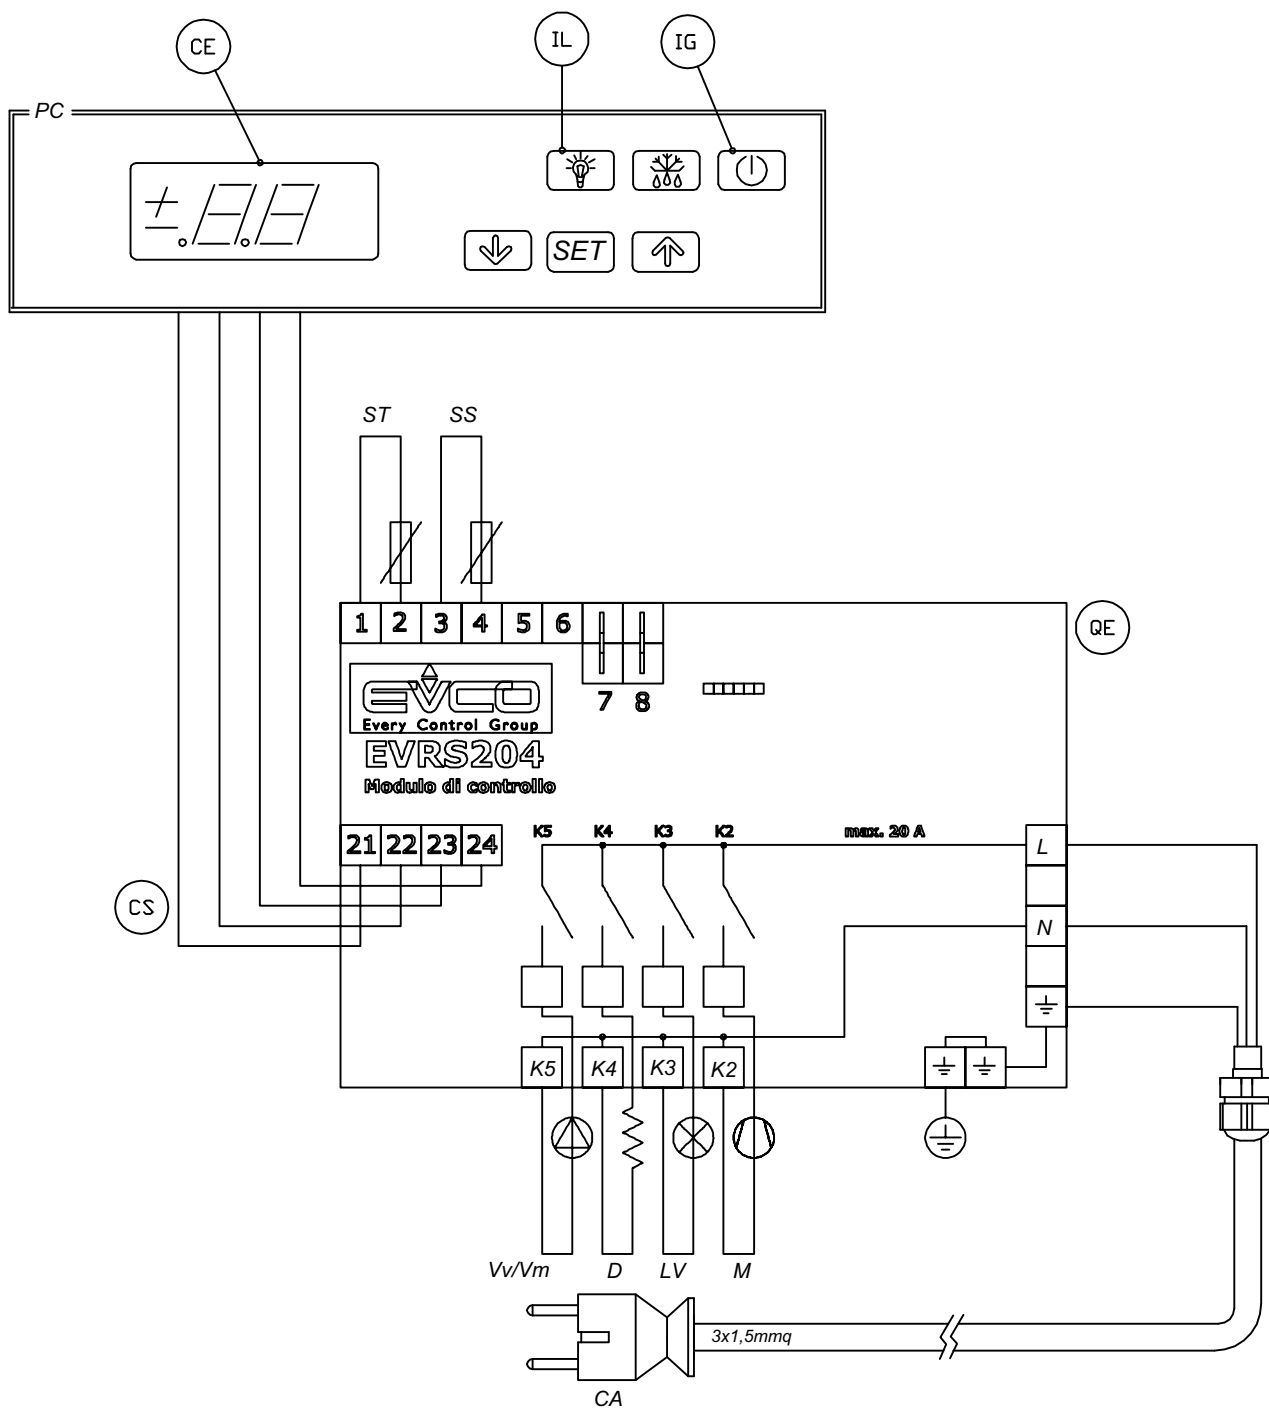 CE
IL
IG
PC
SET
ST
SS
1 2 3 4 5 6
QE
7 8
EVCO
Every Control Group
EVRS204
Modulo di controllo
K5 K4 K3 K2 max. 20 A
21 22 23 24
L
CS
N
K5 K4 K3 K2
Vv/Vm D LV M
3x1,5mmq
CA